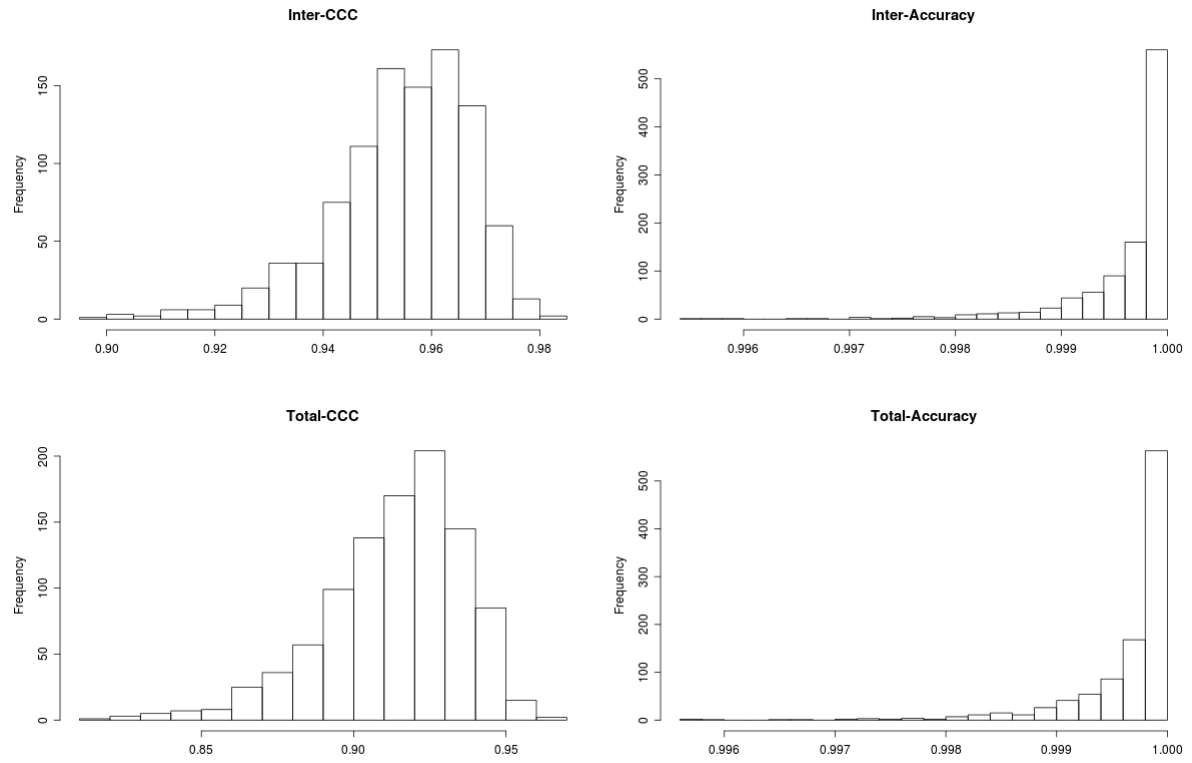 Inter-CCC
Frequency
0 50 100 150
0.90 0.92 0.94 0.96 0.98
Inter-Accuracy
Frequency
0 100 200 300 400 500
0.996 0.997 0.998 0.999 1.000
Total-CCC
Frequency
0 50 100 150 200
0.85 0.90 0.95
Total-Accuracy
Frequency
0 100 200 300 400 500
0.996 0.997 0.998 0.999 1.000